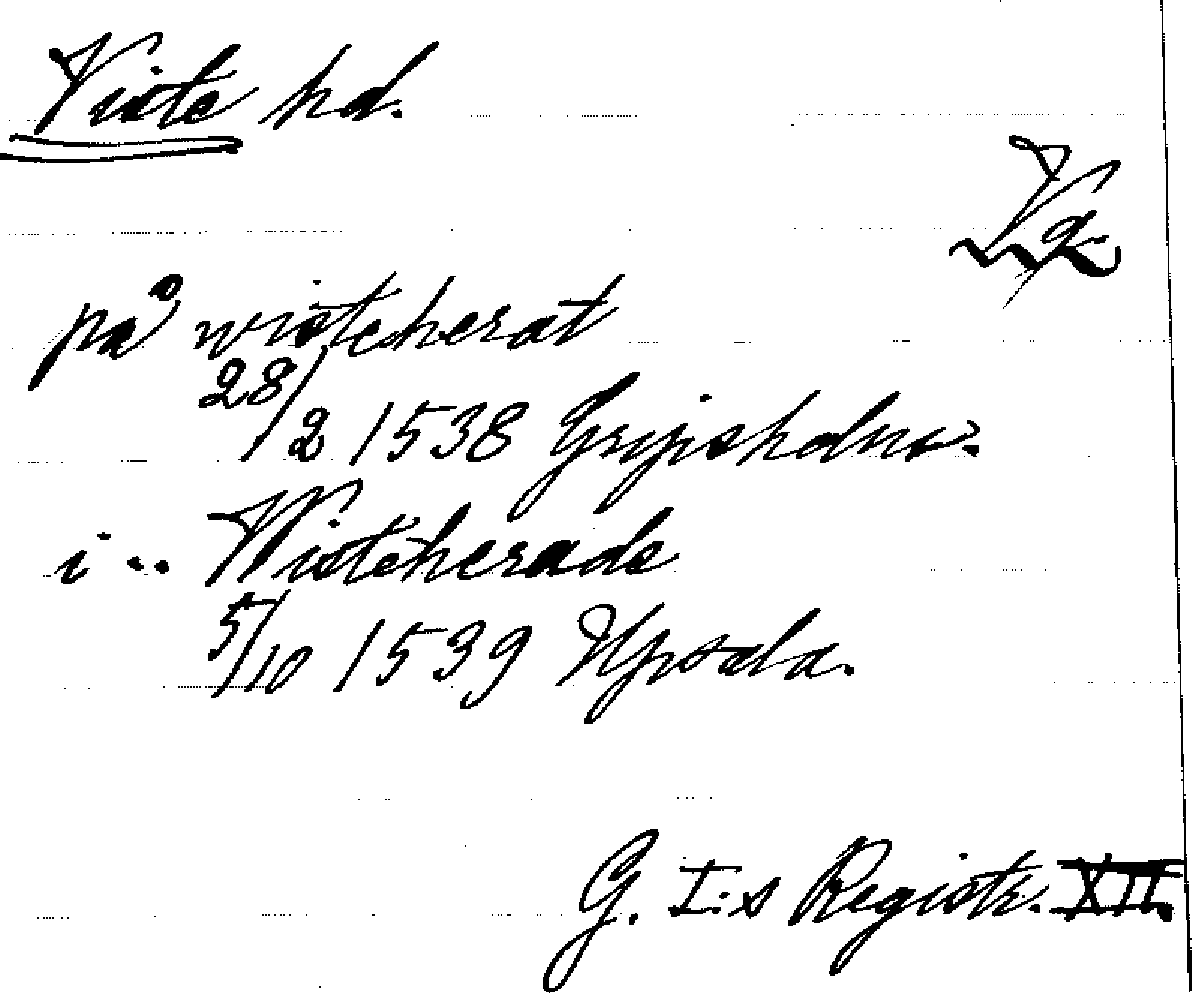 Viste hd.
Vg
på wisteherat
28/2 1538 Gripsholm.
i .. Wisteherade
5/10 1539 Upsala.
G. I:s Registr. XII.